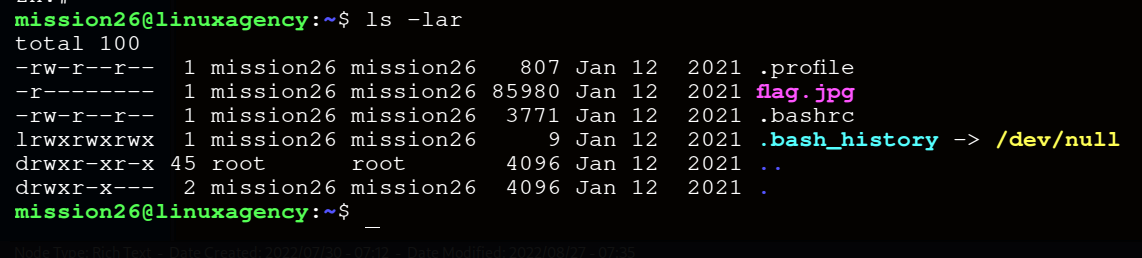 mission26@linuxagency:~$ ls -lar
total 100
-rw-r--r--  1 mission26 mission26   807 Jan 12  2021 .profile
-r--------  1 mission26 mission26 85980 Jan 12  2021 flag.jpg
-rw-r--r--  1 mission26 mission26  3771 Jan 12  2021 .bashrc
lrwxrwxrwx  1 mission26 mission26     9 Jan 12  2021 .bash_history -> /dev/null
drwxr-xr-x 45 root      root       4096 Jan 12  2021 ..
drwxr-x---  2 mission26 mission26  4096 Jan 12  2021 .
mission26@linuxagency:~$ _
Node Type: Rich Text - Date Created: 2022/07/30 - 07:12 - Date Modified: 2022/08/27 - 07:35